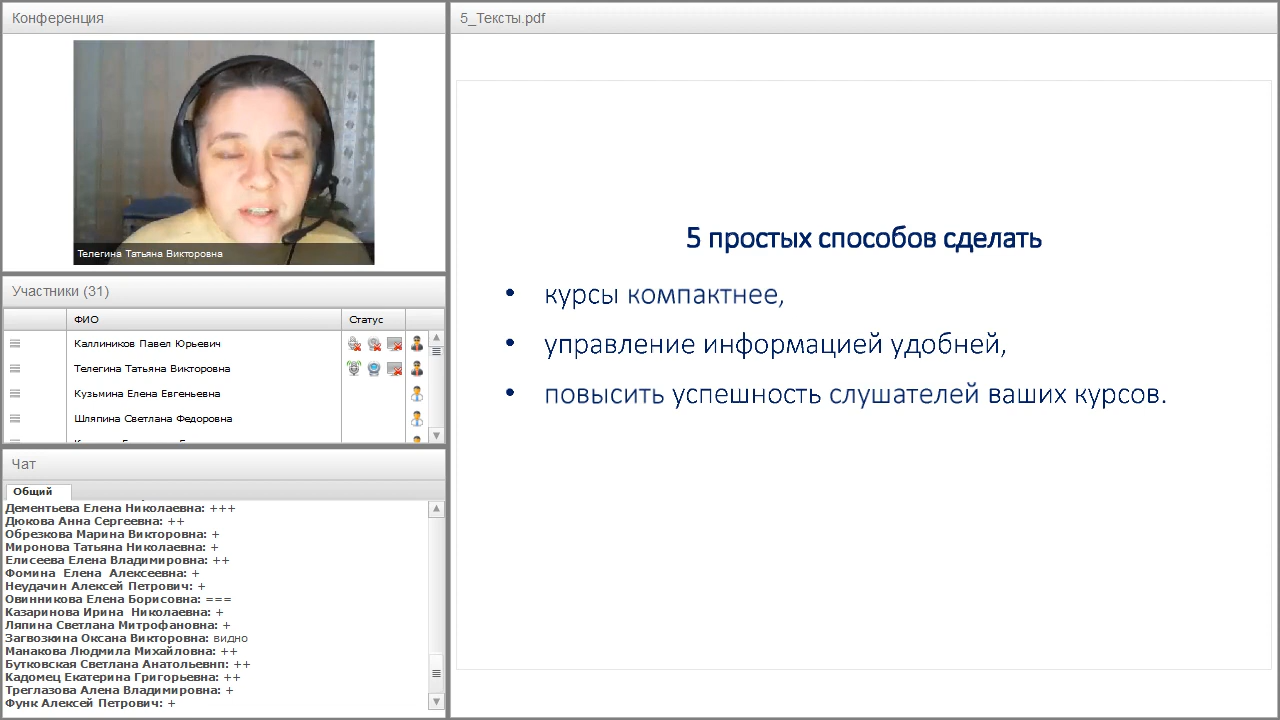 Конференция
Телегина Татьяна Викторовна
Участники (31)
ФИО
Статус
Каллиников Павел Юрьевич
Телегина Татьяна Викторовна
Кузьмина Елена Евгеньевна
Шляпина Светлана Федоровна
Чат
Общий
Дементьева Елена Николаевна: +++
Дюкова Анна Сергеевна: ++
Обрезкова Марина Викторовна: +
Миронова Татьяна Николаевна: +
Елисеева Елена Владимировна: ++
Фомина Елена Алексеевна: +
Неудачин Алексей Петрович: +
Овинникова Елена Борисовна: ===
Казаринова Ирина Николаевна: +
Ляпина Светлана Митрофановна: +
Загвозкина Оксана Викторовна: видно
Манакова Людмила Михайловна: ++
Бутковская Светлана Анатольевнп: ++
Кадомец Екатерина Григорьевна: ++
Треглазова Алена Владимировна: +
Функ Алексей Петрович: +
5_Тексты.pdf
5 простых способов сделать
• курсы компактнее,
• управление информацией удобней,
• повысить успешность слушателей ваших курсов.